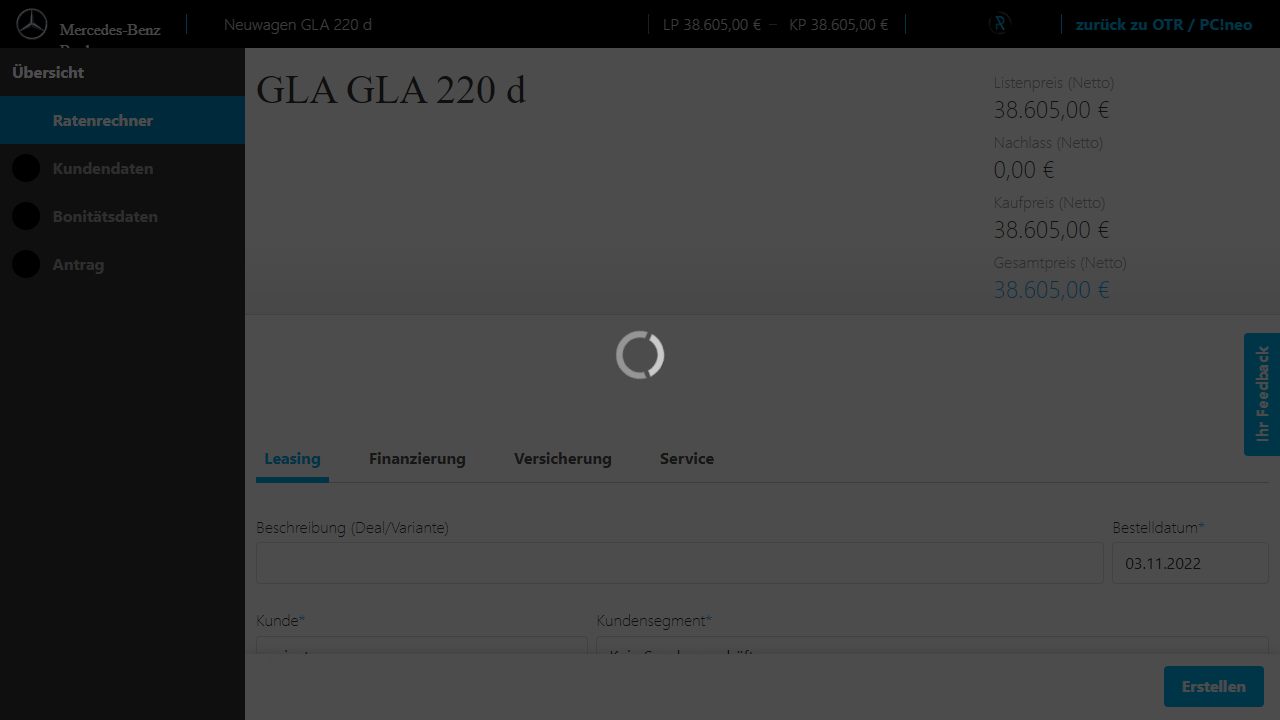 Mercedes-Benz
Neuwagen GLA 220 d
LP 38.605,00 € – KP 38.605,00 €
zurück zu OTR / PC!neo
Übersicht
Ratenrechner
Kundendaten
Bonitätsdaten
Antrag
GLA GLA 220 d
Listenpreis (Netto)
38.605,00 €
Nachlass (Netto)
0,00 €
Kaufpreis (Netto)
38.605,00 €
Gesamtpreis (Netto)
38.605,00 €
Ihr Feedback
Leasing Finanzierung Versicherung Service
Beschreibung (Deal/Variante)
Bestelldatum*
03.11.2022
Kunde*
Kundensegment*
Erstellen